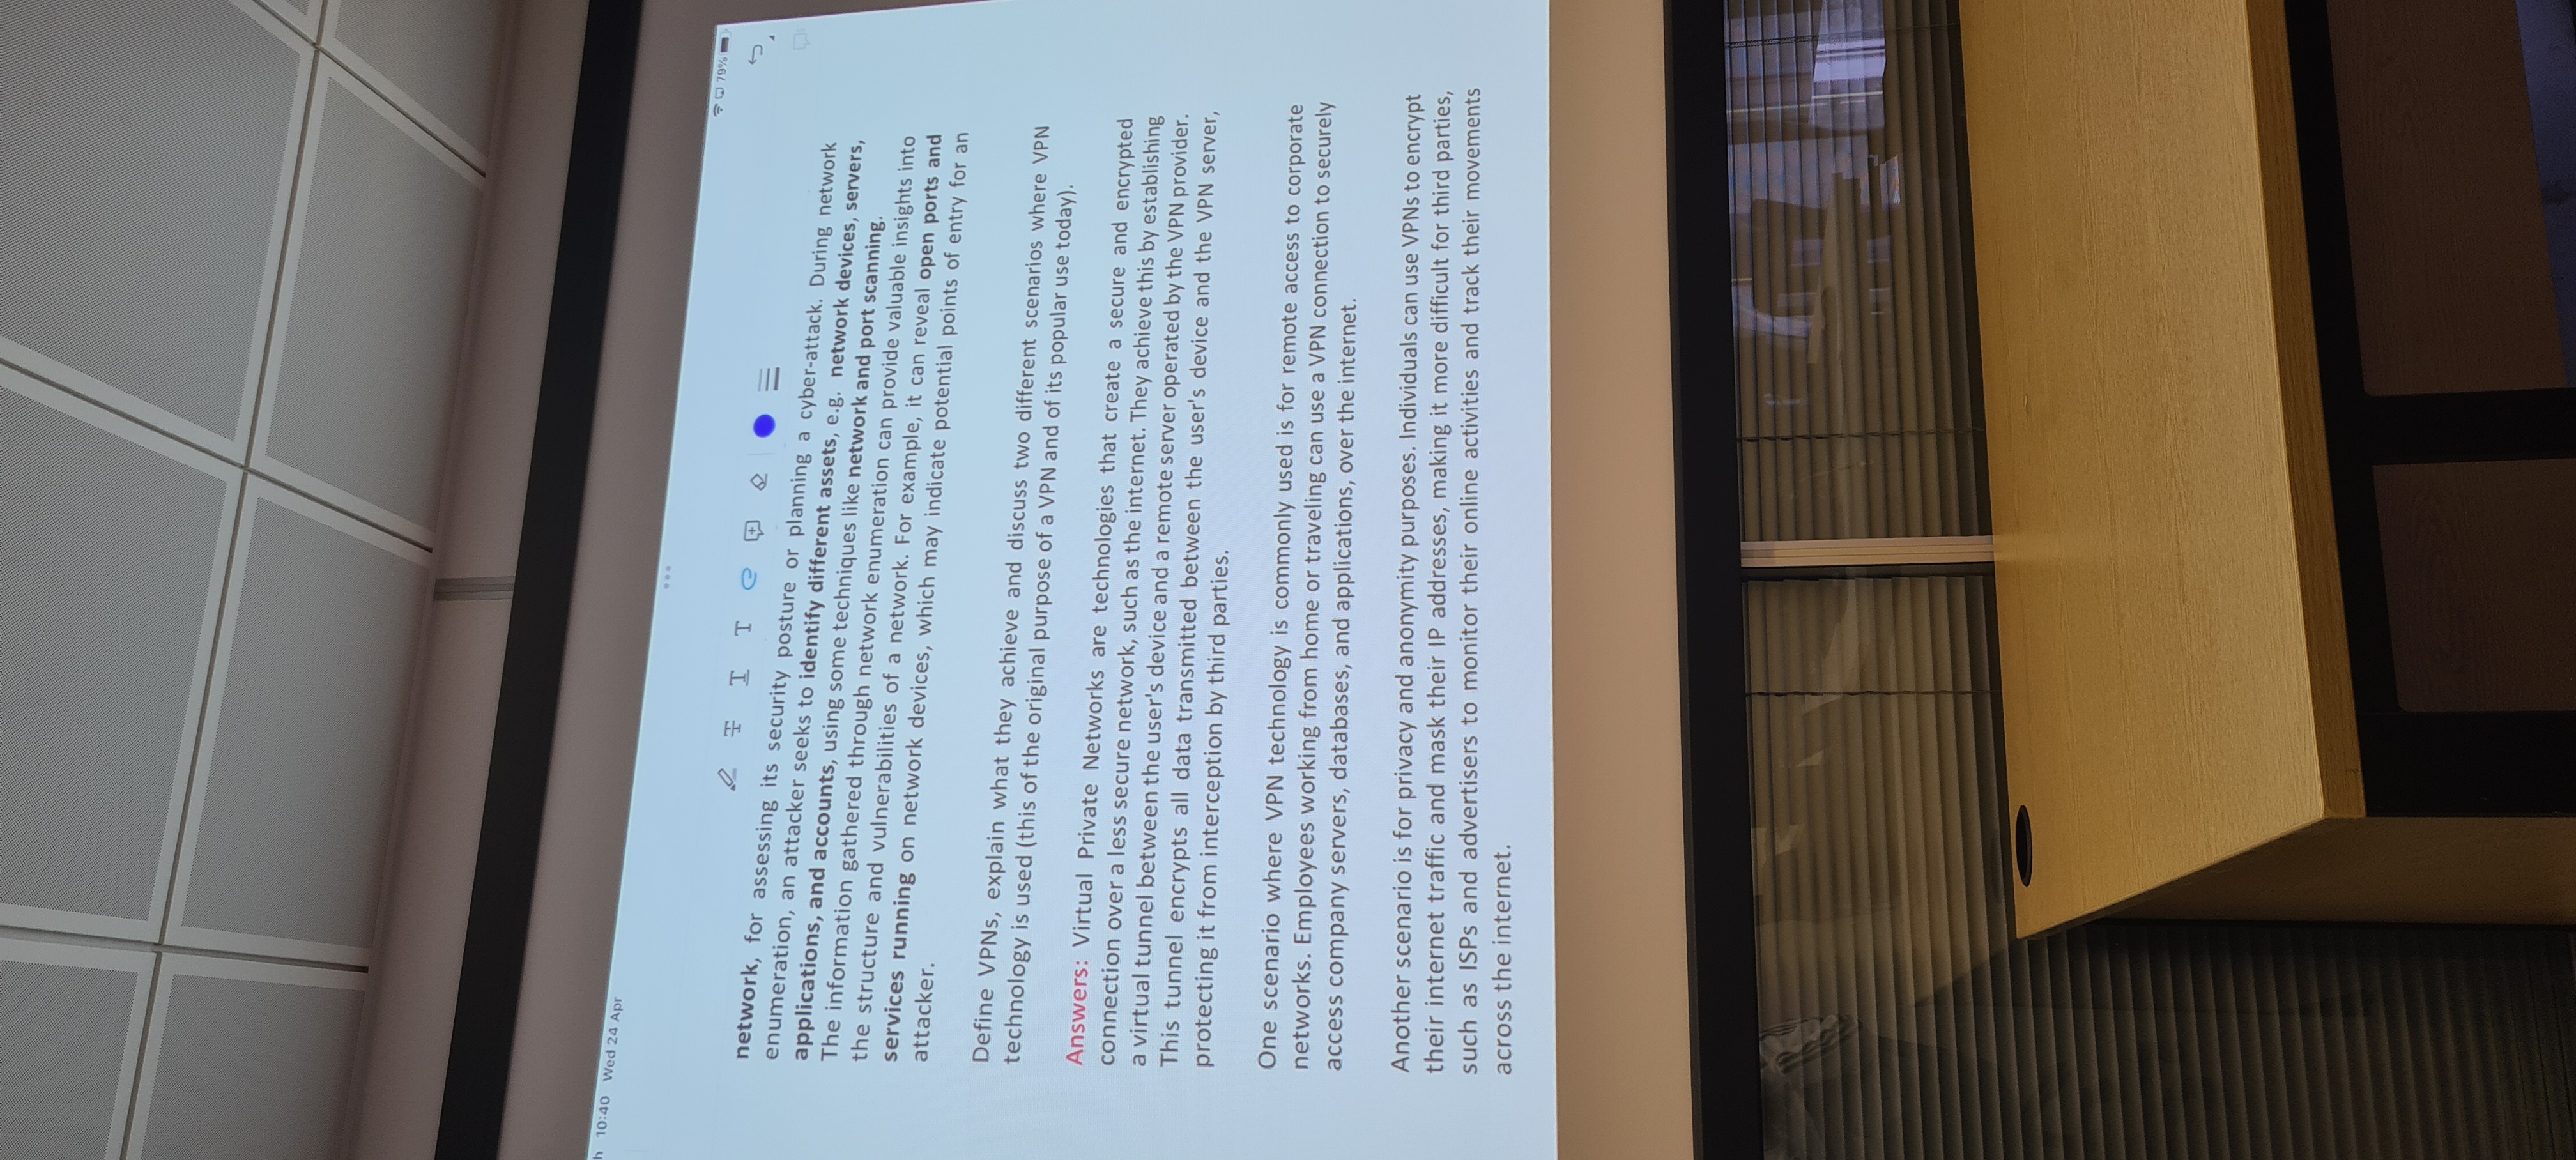 10:40 Wed 24 Apr
79%
network, for assessing its security posture or planning a cyber-attack. During network
enumeration, an attacker seeks to identify different assets, e.g. network devices, servers,
applications, and accounts, using some techniques like network and port scanning.
The information gathered through network enumeration can provide valuable insights into
the structure and vulnerabilities of a network. For example, it can reveal open ports and
services running on network devices, which may indicate potential points of entry for an
attacker.
Define VPNs, explain what they achieve and discuss two different scenarios where VPN
technology is used (this of the original purpose of a VPN and of its popular use today).
Answers: Virtual Private Networks are technologies that create a secure and encrypted
connection over a less secure network, such as the internet. They achieve this by establishing
a virtual tunnel between the user's device and a remote server operated by the VPN provider.
This tunnel encrypts all data transmitted between the user's device and the VPN server,
protecting it from interception by third parties.
One scenario where VPN technology is commonly used is for remote access to corporate
networks. Employees working from home or traveling can use a VPN connection to securely
access company servers, databases, and applications, over the internet.
Another scenario is for privacy and anonymity purposes. Individuals can use VPNs to encrypt
their internet traffic and mask their IP addresses, making it more difficult for third parties,
such as ISPs and advertisers to monitor their online activities and track their movements
across the internet.